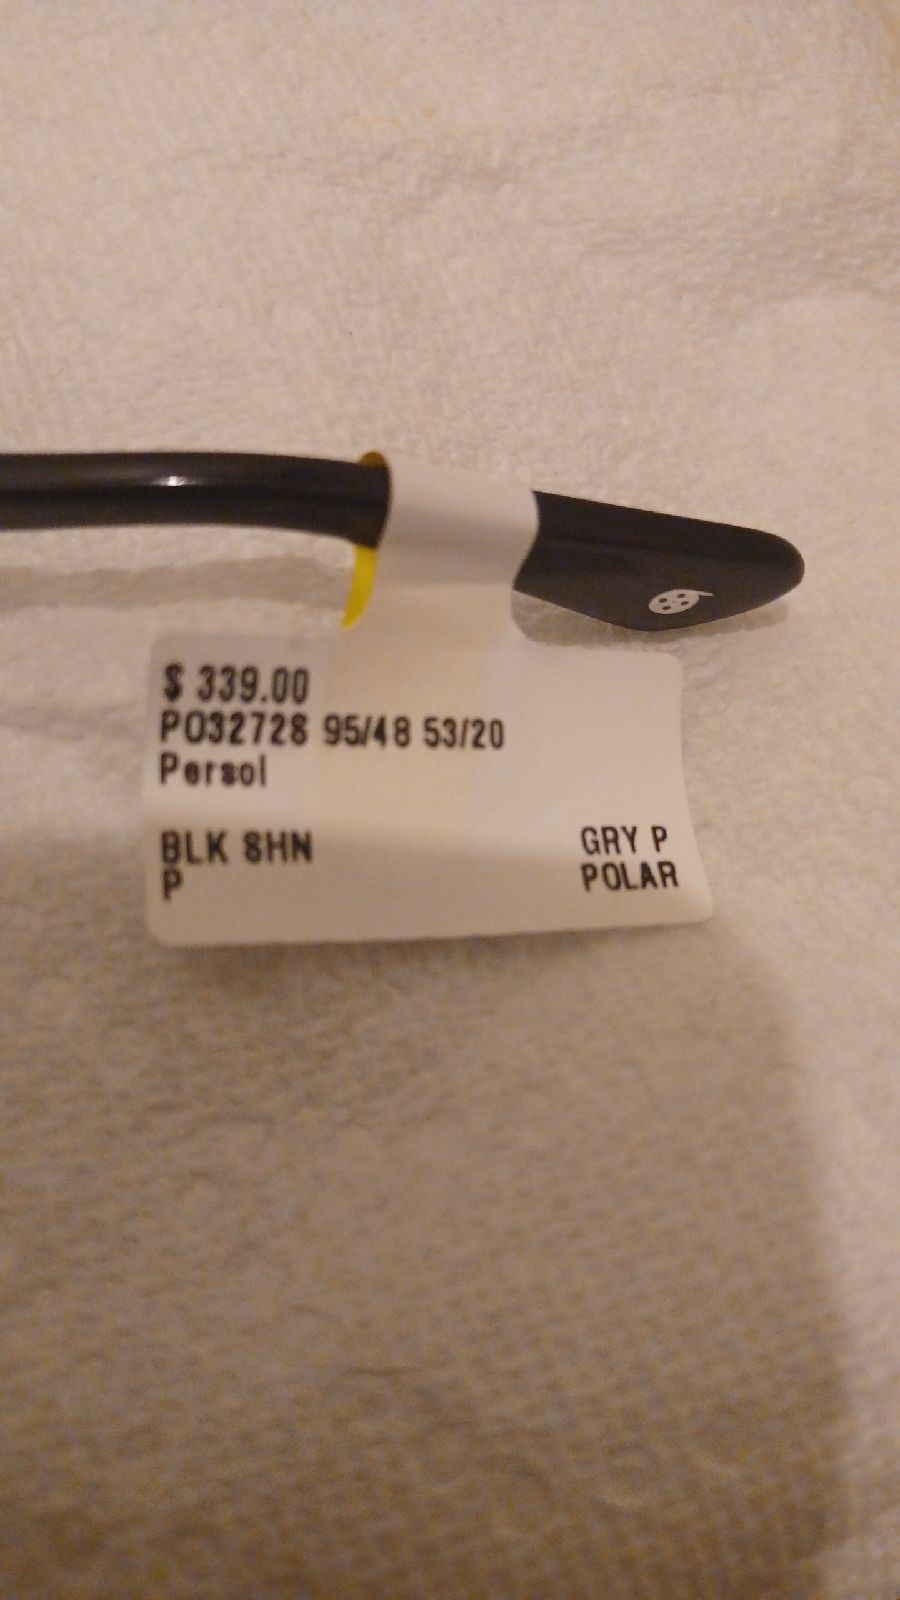 $ 339.00
PO3272S 95/48 53/20
Persol
BLK SHN
P
GRY P
POLAR